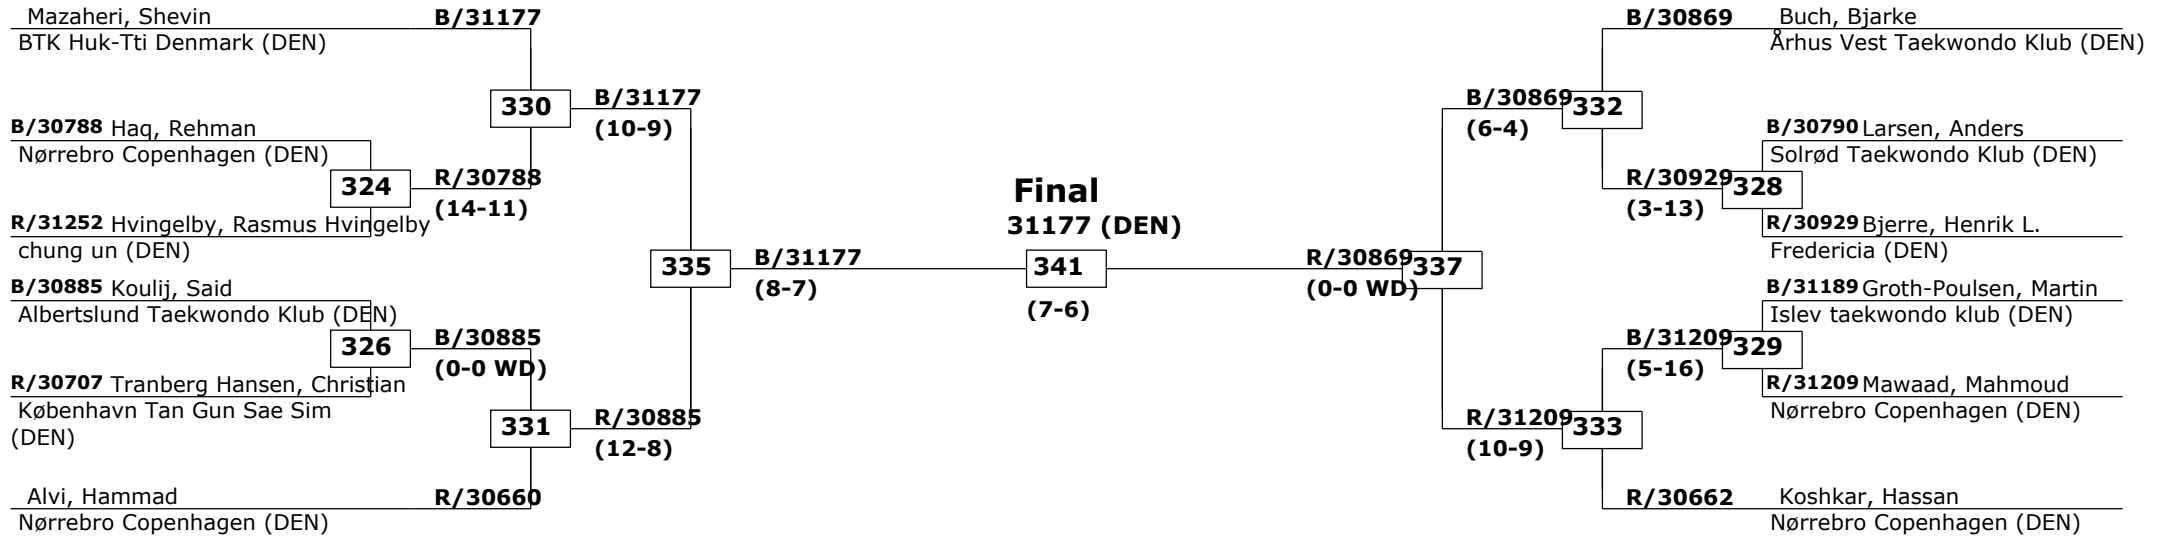 Mazaheri, Shevin
BTK Huk-Tti Denmark (DEN)
B/31177
B/30788 Haq, Rehman
Nørrebro Copenhagen (DEN)
324
R/31252 Hvingelby, Rasmus Hvingelby
chung un (DEN)
R/30788
(14-11)
330
B/31177
(10-9)
B/30885 Koulij, Said
Albertslund Taekwondo Klub (DEN)
326
R/30707 Tranberg Hansen, Christian
København Tan Gun Sae Sim
(DEN)
B/30885
(0-0 WD)
331
R/30885
(12-8)
Alvi, Hammad
Nørrebro Copenhagen (DEN)
R/30660
335
B/31177
(8-7)
Final
31177 (DEN)
341
(7-6)
R/30869
(0-0 WD)
337
B/30869
(6-4)
332
B/30869
Buch, Bjarke
Århus Vest Taekwondo Klub (DEN)
B/30790 Larsen, Anders
Solrød Taekwondo Klub (DEN)
R/30929
(3-13)
328
R/30929 Bjerre, Henrik L.
Fredericia (DEN)
B/31189 Groth-Poulsen, Martin
Islev taekwondo klub (DEN)
B/31209
(5-16)
329
R/31209 Mawaad, Mahmoud
Nørrebro Copenhagen (DEN)
R/31209
(10-9)
333
R/30662
Koshkar, Hassan
Nørrebro Copenhagen (DEN)